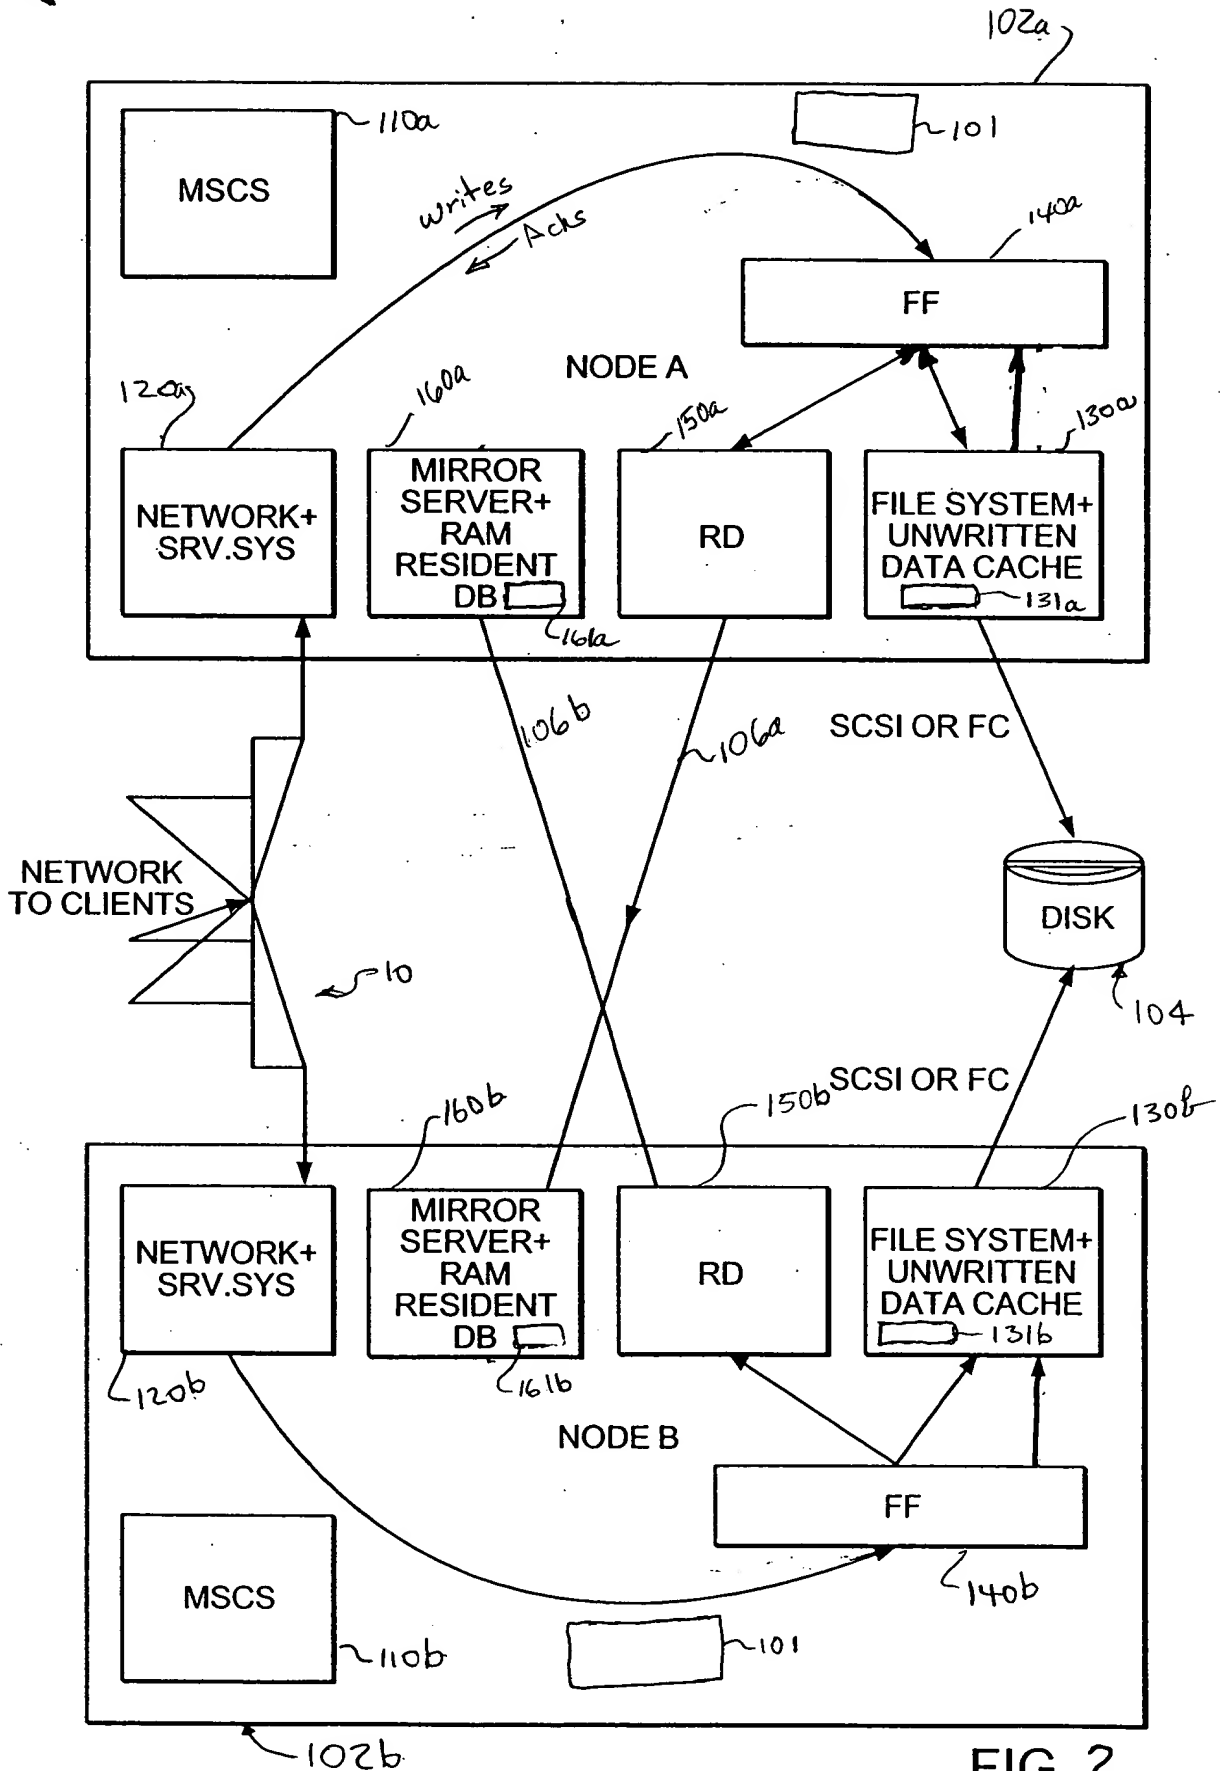 102a
MSCS
110a
101
writes
Acks
140a
FF
NODE A
120a
160a
150a
130a
NETWORK+
SRV.SYS
MIRROR
SERVER+
RAM
RESIDENT
DB
161a
RD
FILE SYSTEM+
UNWRITTEN
DATA CACHE
131a
106b
106a
SCSI OR FC
NETWORK
TO CLIENTS
10
DISK
104
SCSI OR FC
160b
150b
130b
NETWORK+
SRV.SYS
MIRROR
SERVER+
RAM
RESIDENT
DB
161b
RD
FILE SYSTEM+
UNWRITTEN
DATA CACHE
131b
120b
NODE B
FF
140b
MSCS
110b
101
102b
FIG. 2